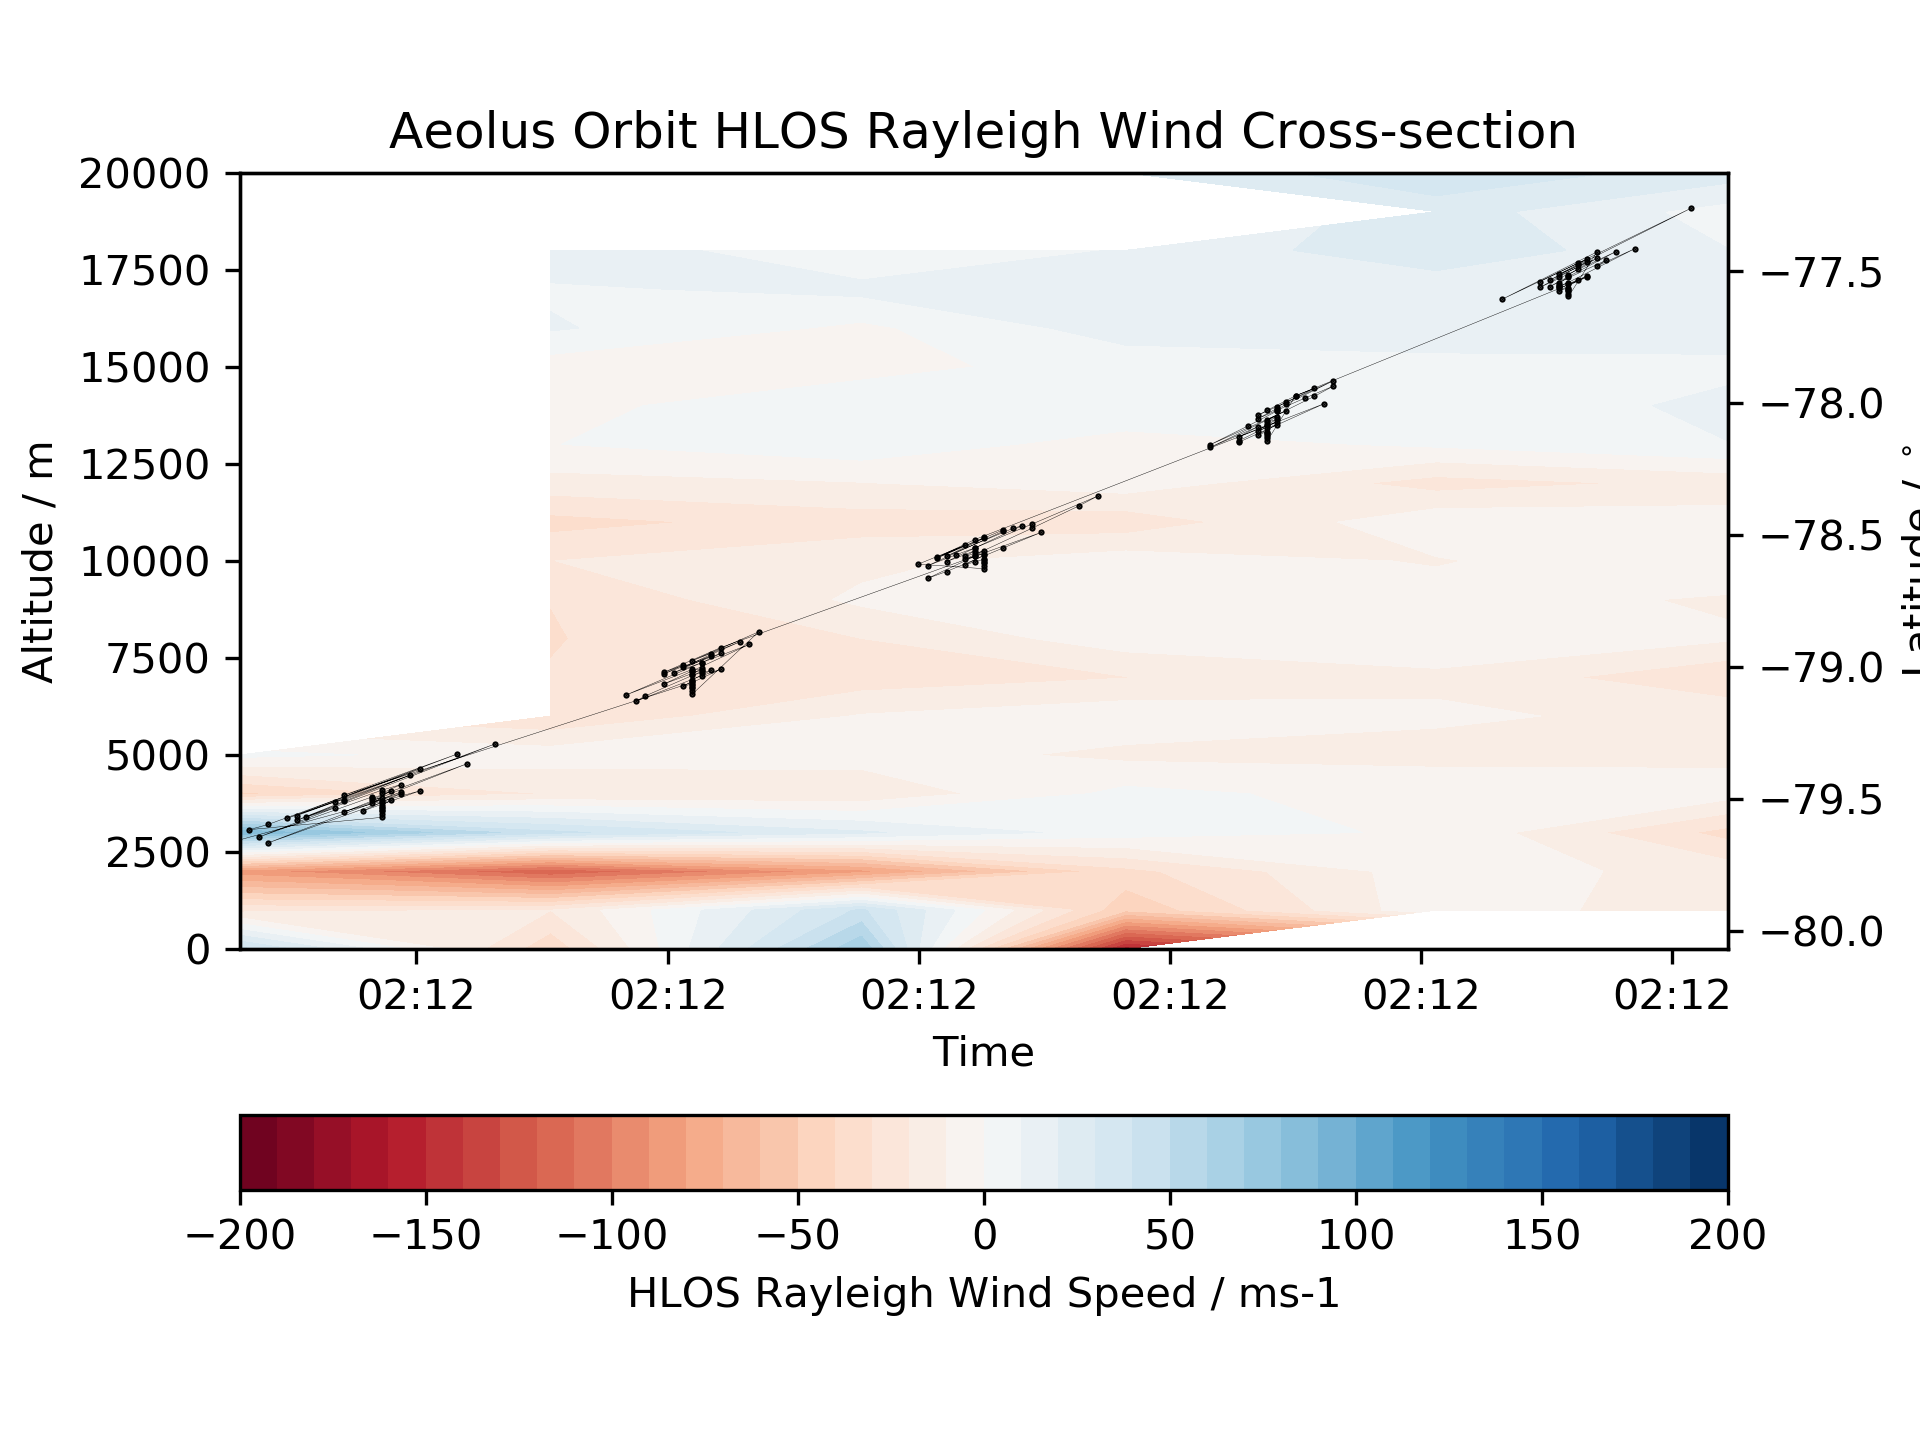 Aeolus Orbit HLOS Rayleigh Wind Cross-section
20000
17500
15000
12500
10000
7500
5000
2500
0
Altitude / m
−77.5
−78.0
−78.5
−79.0
−79.5
−80.0
Latitude / °
02:12 02:12 02:12 02:12 02:12 02:12
Time
−200 −150 −100 −50 0 50 100 150 200
HLOS Rayleigh Wind Speed / ms-1